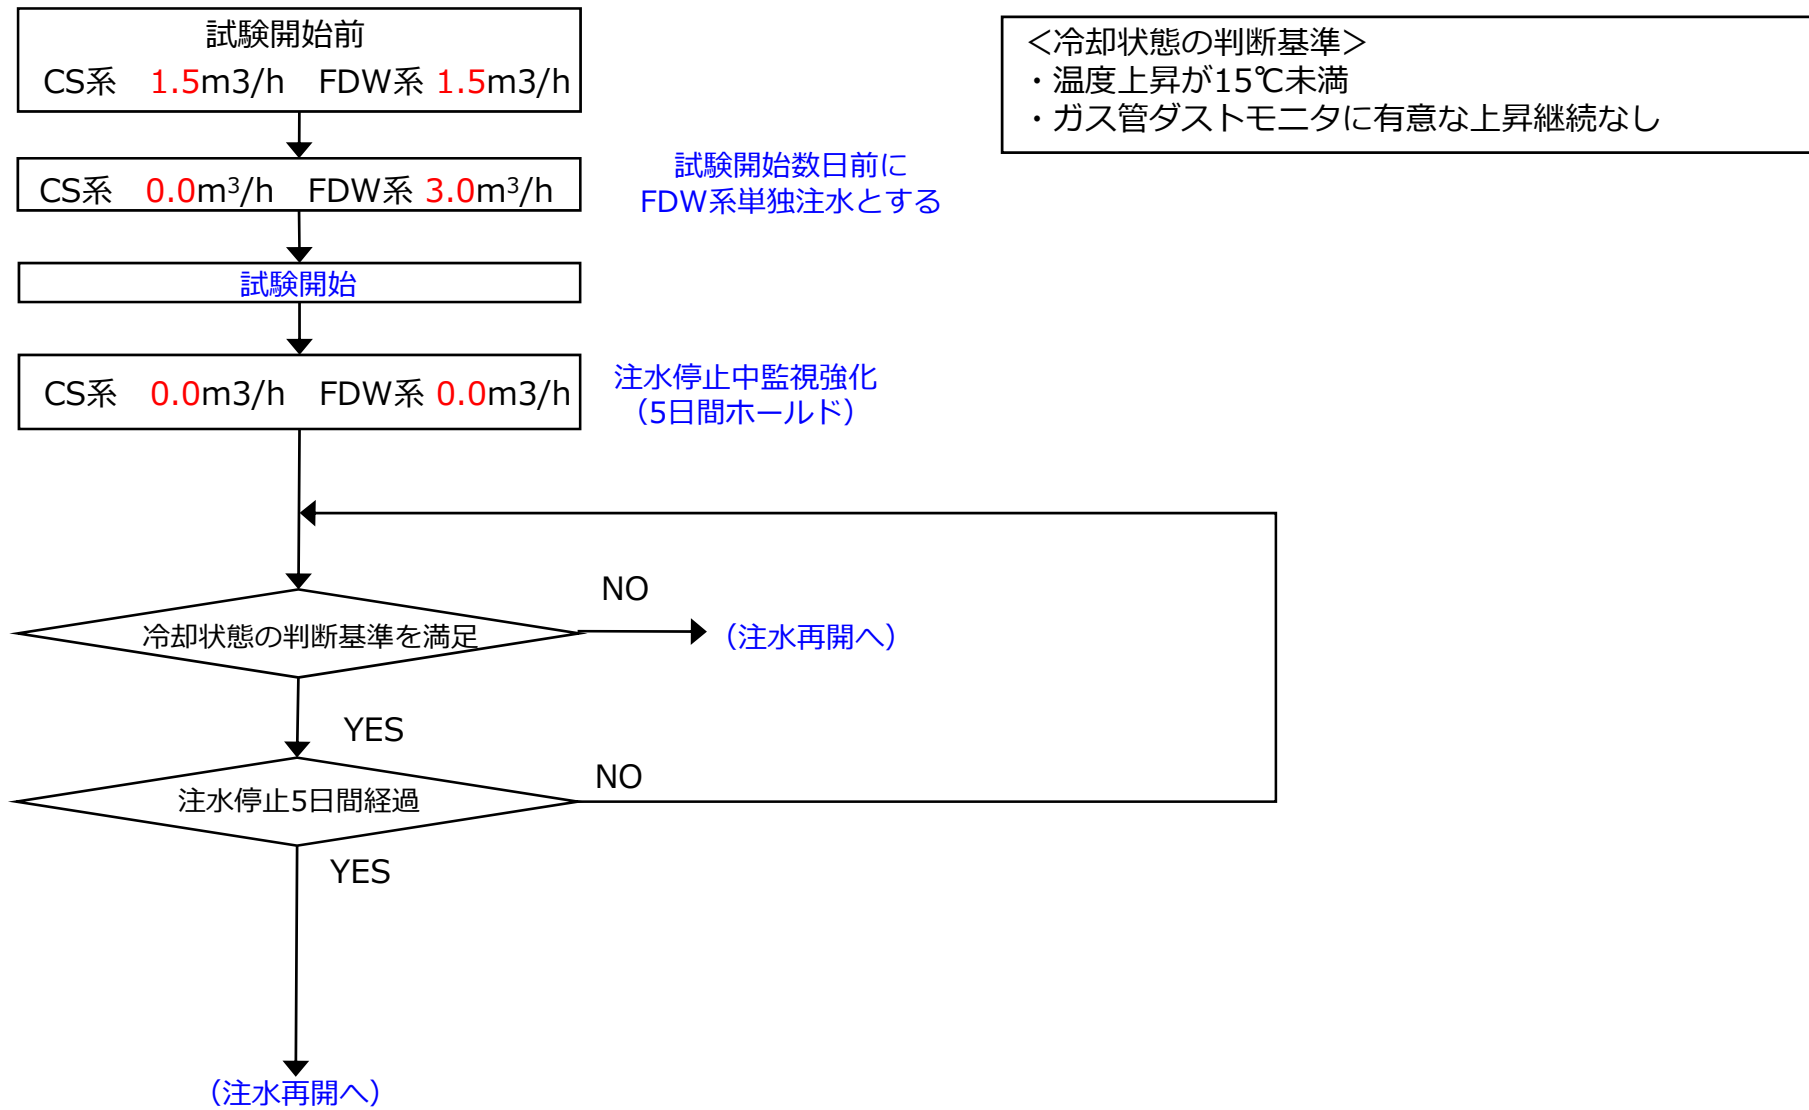 試験開始前
CS系 1.5m3/h FDW系 1.5m3/h
<冷却状態の判断基準>
・温度上昇が15℃未満
・ガス管ダストモニタに有意な上昇継続なし
CS系 0.0m³/h FDW系 3.0m³/h
試験開始数日前に
FDW系単独注水とする
試験開始
CS系 0.0m3/h FDW系 0.0m3/h
注水停止中監視強化
（5日間ホールド）
冷却状態の判断基準を満足
NO
（注水再開へ）
YES
注水停止5日間経過
NO
YES
（注水再開へ）